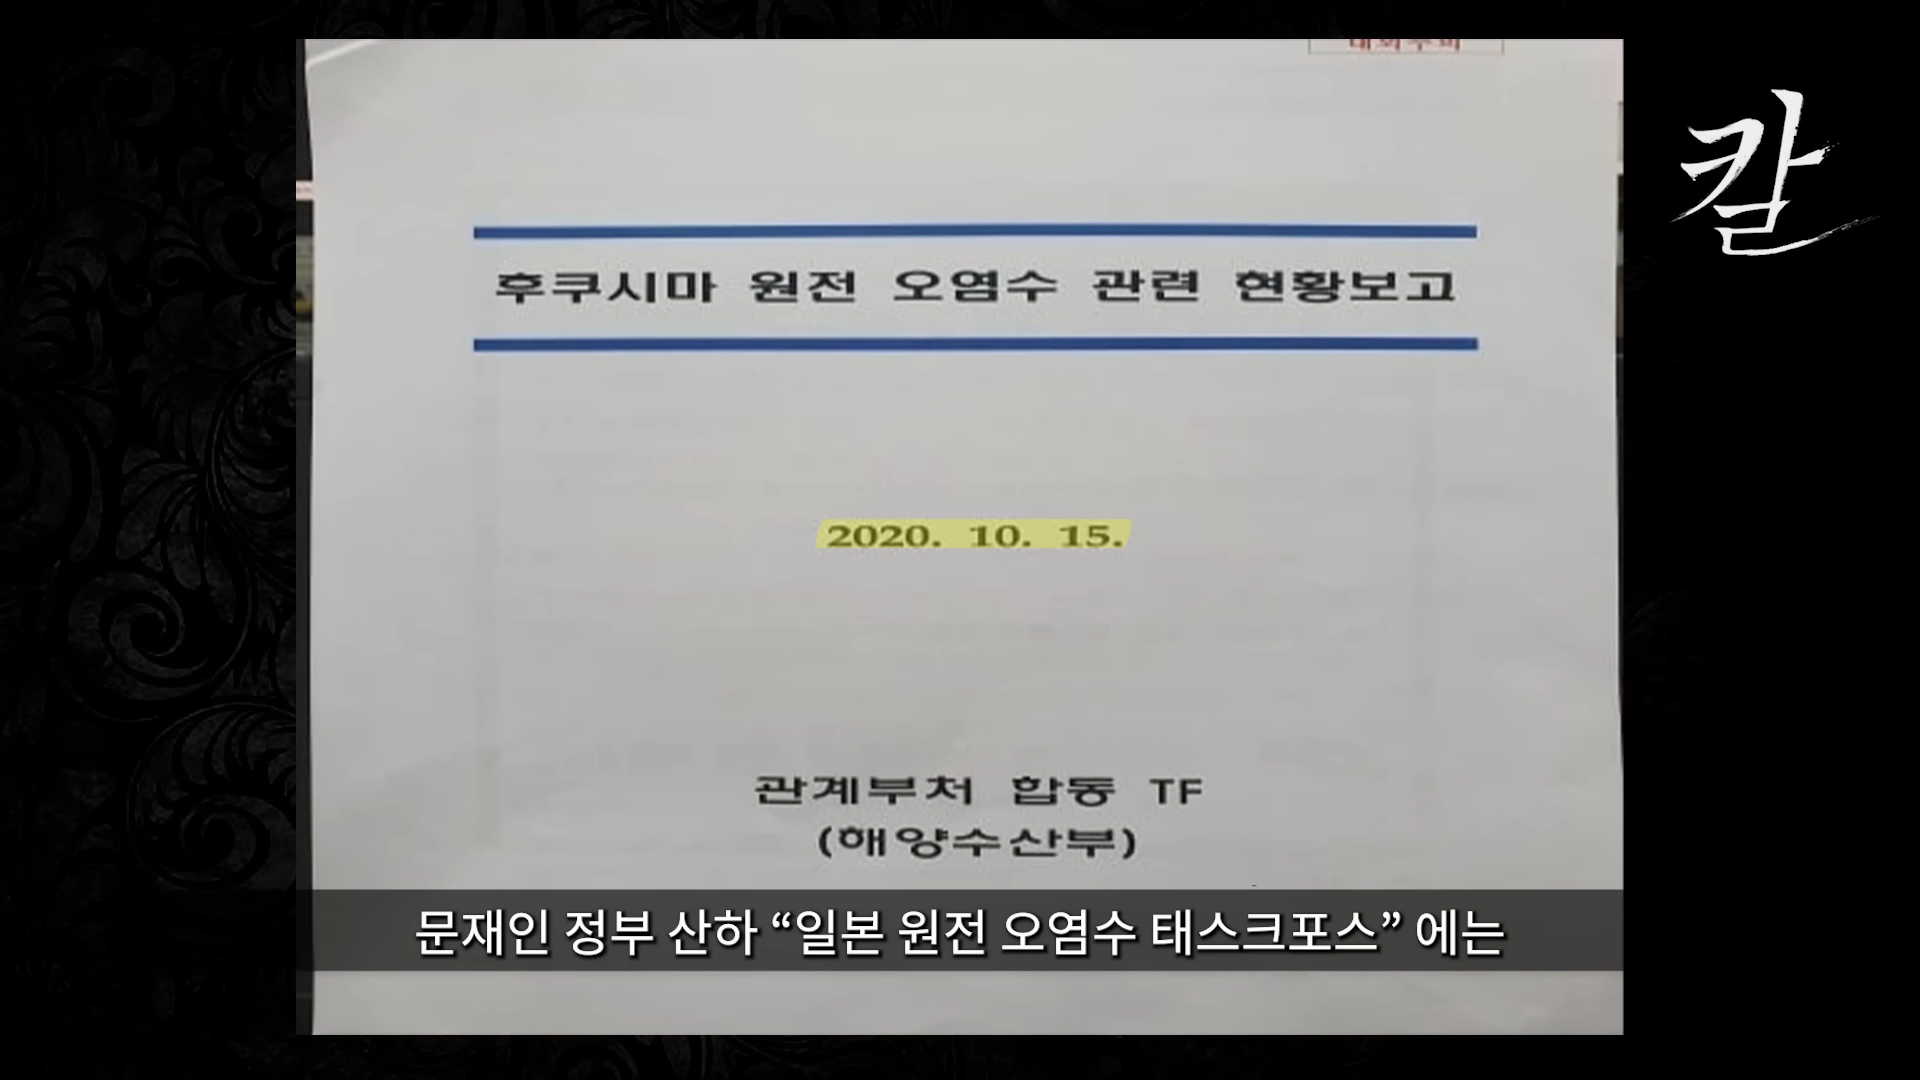 칼
후쿠시마 원전 오염수 관련 현황보고
2020. 10. 15.
관계부처 합동 TF
(해양수산부)
문재인 정부 산하 “일본 원전 오염수 태스크포스” 에는